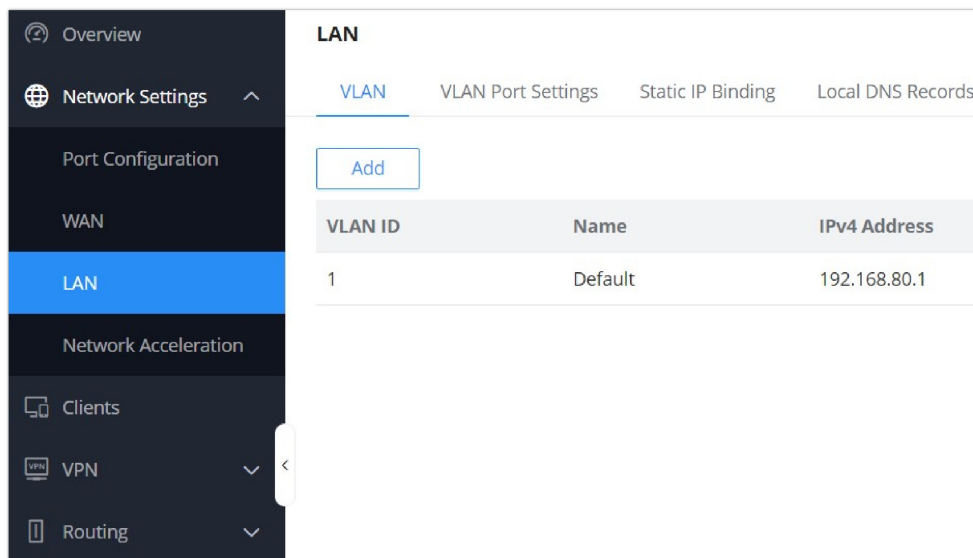 Overview
Network Settings
Port Configuration
WAN
LAN
Network Acceleration
Clients
VPN VPN
Routing
LAN
VLAN VLAN Port Settings Static IP Binding Local DNS Records
Add
VLAN ID Name IPv4 Address
1 Default 192.168.80.1